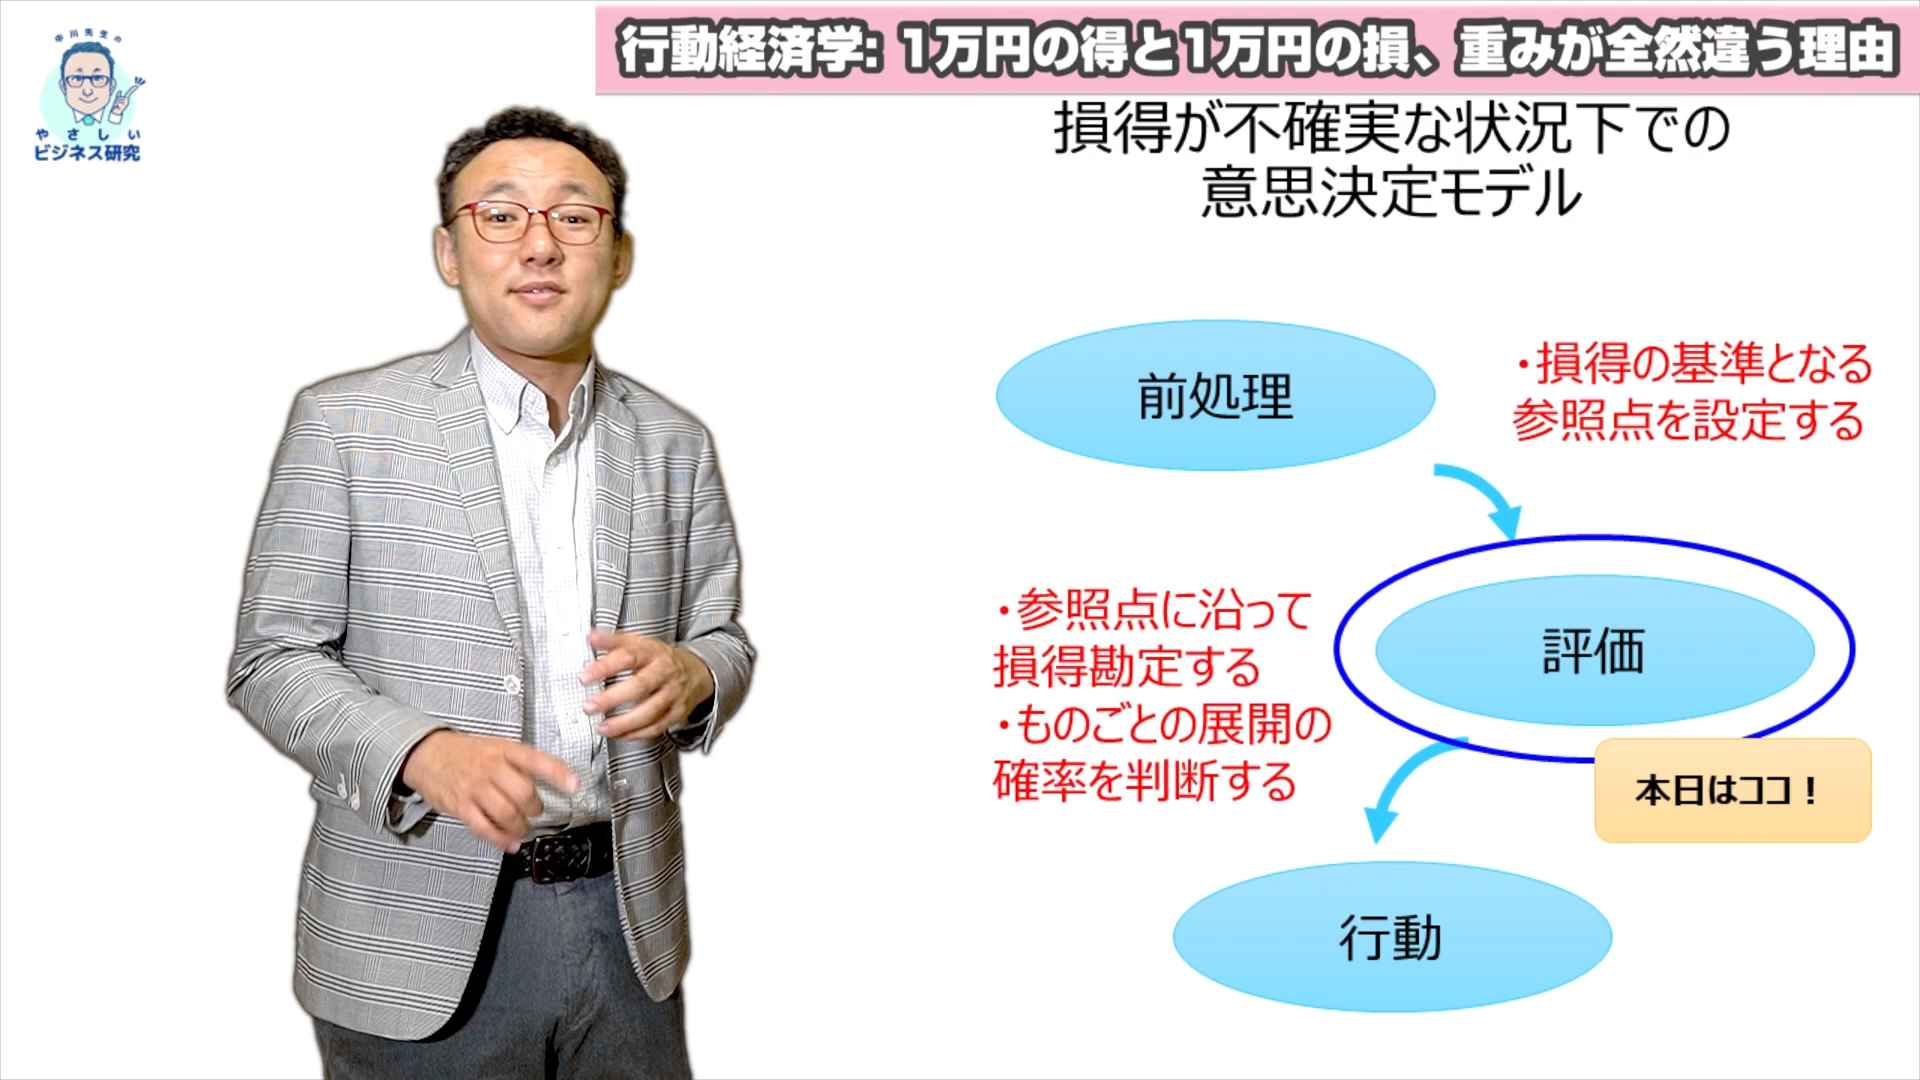 中川先生の
やさしい
ビジネス研究
行動経済学: 1万円の得と1万円の損、重みが全然違う理由
損得が不確実な状況下での
意思決定モデル
前処理
・損得の基準となる
参照点を設定する
・参照点に沿って
損得勘定する
・ものごとの展開の
確率を判断する
評価
本日はココ！
行動